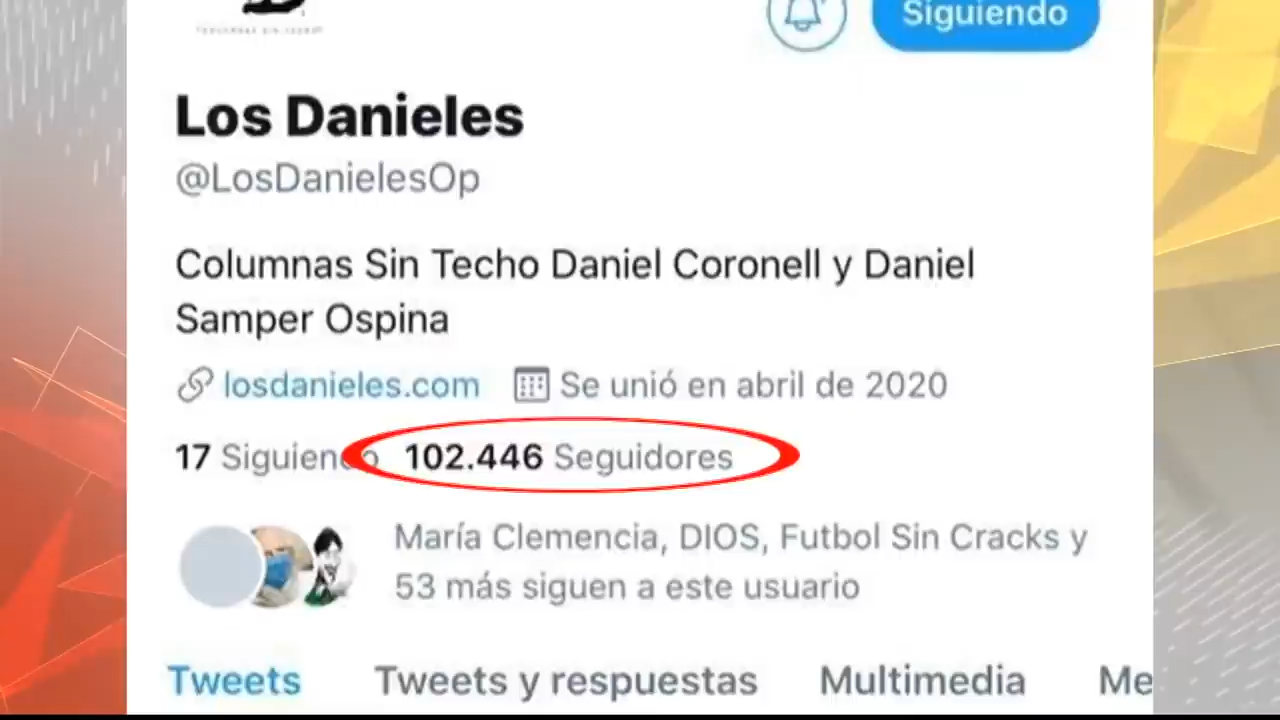 Siguiendo
Los Danieles
@LosDanielesOp
Columnas Sin Techo Daniel Coronell y Daniel
Samper Ospina
losdanieles.com Se unió en abril de 2020
17 Siguiendo 102.446 Seguidores
María Clemencia, DIOS, Futbol Sin Cracks y
53 más siguen a este usuario
Tweets Tweets y respuestas Multimedia Me